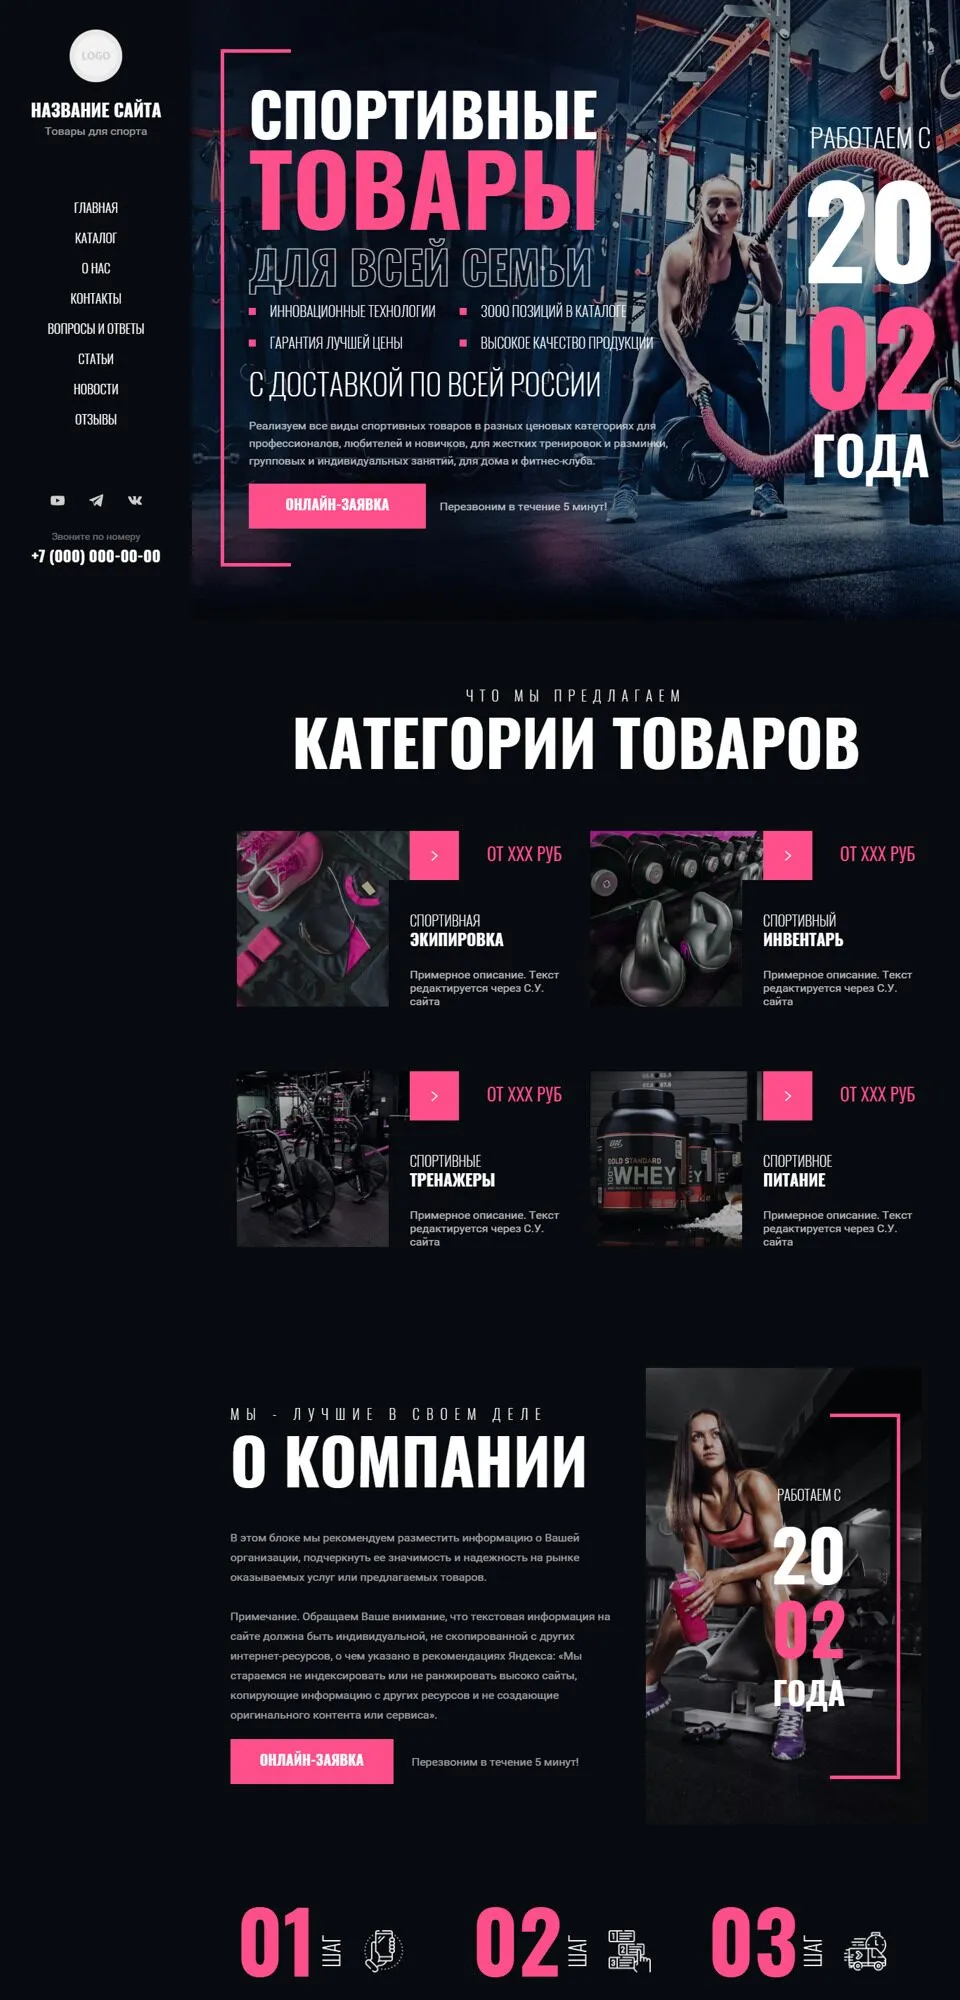 LOGO
НАЗВАНИЕ САЙТА
Товары для спорта
ГЛАВНАЯ
КАТАЛОГ
О НАС
КОНТАКТЫ
ВОПРОСЫ И ОТВЕТЫ
СТАТЬИ
НОВОСТИ
ОТЗЫВЫ
Звоните по номеру
+7 (000) 000-00-00
СПОРТИВНЫЕ
ТОВАРЫ
ДЛЯ ВСЕЙ СЕМЬИ
ИННОВАЦИОННЫЕ ТЕХНОЛОГИИ
3000 ПОЗИЦИЙ В КАТАЛОГЕ
ГАРАНТИЯ ЛУЧШЕЙ ЦЕНЫ
ВЫСОКОЕ КАЧЕСТВО ПРОДУКЦИИ
С ДОСТАВКОЙ ПО ВСЕЙ РОССИИ
Реализуем все виды спортивных товаров в разных ценовых категориях для
профессионалов, любителей и новичков, для жестких тренировок и разминки,
групповых и индивидуальных занятий, для дома и фитнес-клуба.
ОНЛАЙН-ЗАЯВКА
Перезвоним в течение 5 минут!
РАБОТАЕМ С
20
02
ГОДА
ЧТО МЫ ПРЕДЛАГАЕМ
КАТЕГОРИИ ТОВАРОВ
ОТ XXX РУБ
СПОРТИВНАЯ
ЭКИПИРОВКА
Примерное описание. Текст
редактируется через С.У.
сайта
ОТ XXX РУБ
СПОРТИВНЫЙ
ИНВЕНТАРЬ
Примерное описание. Текст
редактируется через С.У.
сайта
ОТ XXX РУБ
СПОРТИВНЫЕ
ТРЕНАЖЕРЫ
Примерное описание. Текст
редактируется через С.У.
сайта
GOLD STANDARD
100% WHEY
ОТ XXX РУБ
СПОРТИВНОЕ
ПИТАНИЕ
Примерное описание. Текст
редактируется через С.У.
сайта
МЫ - ЛУЧШИЕ В СВОЕМ ДЕЛЕ
О КОМПАНИИ
В этом блоке мы рекомендуем разместить информацию о Вашей
организации, подчеркнуть ее значимость и надежность на рынке
оказываемых услуг или предлагаемых товаров.
Примечание. Обращаем Ваше внимание, что текстовая информация на
сайте должна быть индивидуальной, не скопированной с других
интернет-ресурсов, о чем указано в рекомендациях Яндекса: «Мы
стараемся не индексировать или не ранжировать высоко сайты,
копирующие информацию с других ресурсов и не создающие
оригинального контента или сервиса».
ОНЛАЙН-ЗАЯВКА
Перезвоним в течение 5 минут!
РАБОТАЕМ С
20
02
ГОДА
01 ШАГ
02 ШАГ
1
2
3
03 ШАГ